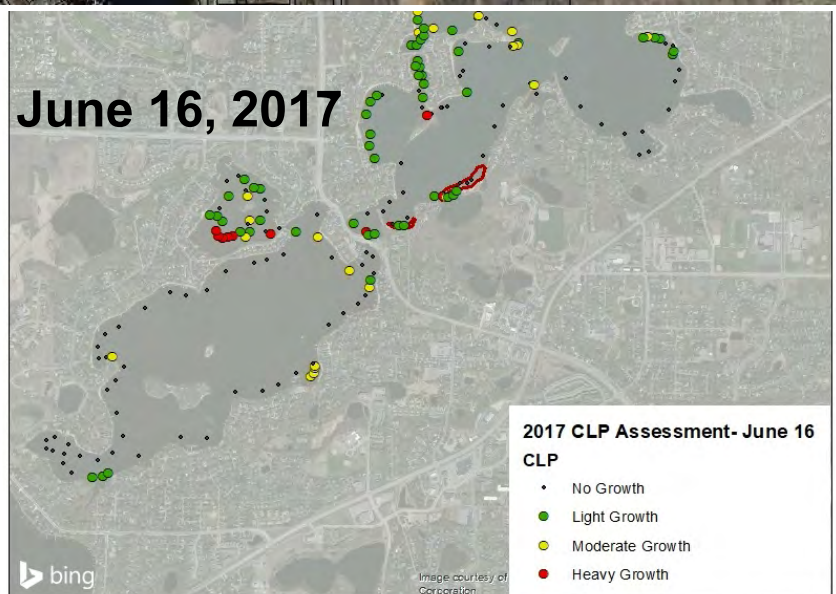 June 16, 2017
2017 CLP Assessment- June 16
CLP
No Growth
Light Growth
Moderate Growth
Heavy Growth
bing
Image courtesy of
Corporation